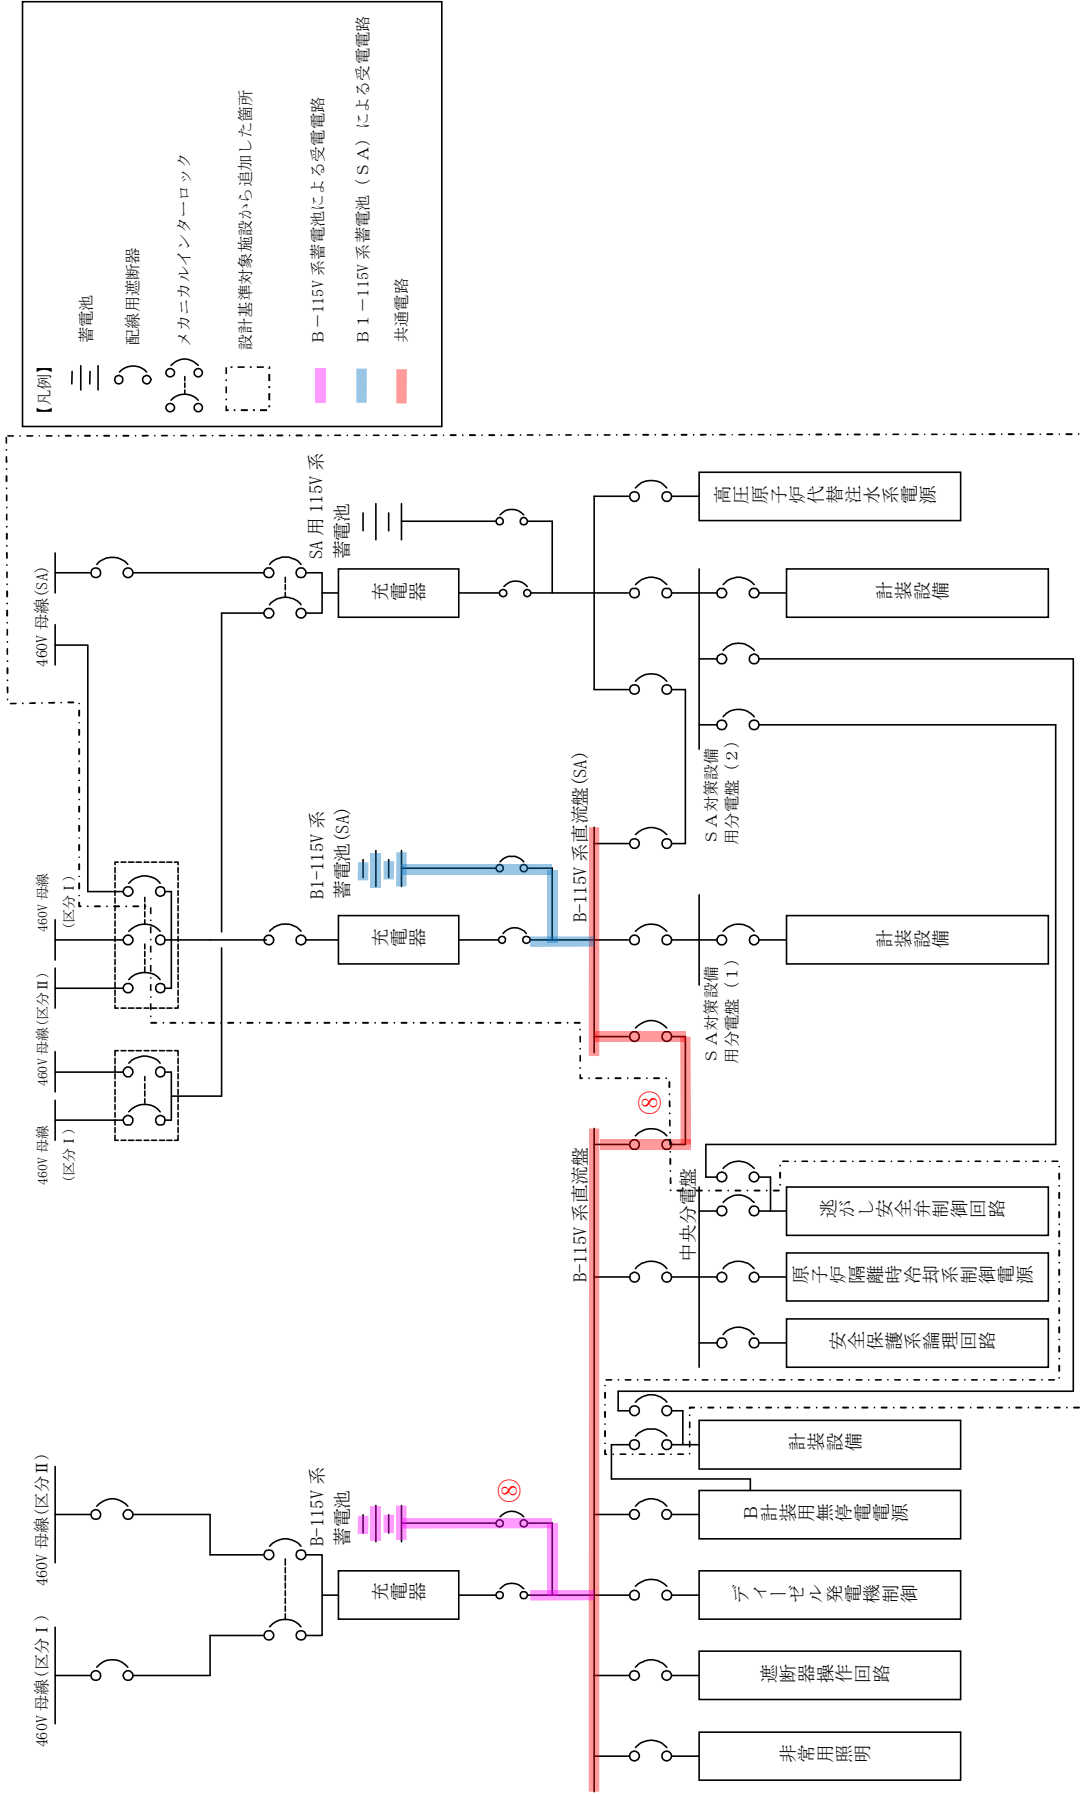 【凡例】
蓄電池
配線用遮断器
メカニカルインターロック
設計基準対象施設から追加した箇所
B-115V系蓄電池による受電電路
B1-115V系蓄電池(SA)による受電電路
共通電路
460V 母線(区分Ⅰ)
460V 母線(区分Ⅱ)
460V 母線
(区分Ⅰ)
460V 母線(区分Ⅱ)
460V 母線
(区分Ⅰ)
460V 母線(SA)
B-115V 系
蓄電池
⑧
充電器
B1-115V 系
蓄電池(SA)
充電器
SA 用 115V 系
蓄電池
充電器
B-115V 系直流盤
⑧
B-115V 系直流盤(SA)
中央分電盤
SA対策設備
用分電盤(1)
SA対策設備
用分電盤(2)
非常用照明
遮断器操作回路
ディーゼル発電機制御
B計装用無停電電源
計装設備
安全保護系論理回路
原子炉隔離時冷却系制御電源
逃がし安全弁制御回路
計装設備
計装設備
高圧原子炉代替注水系電源